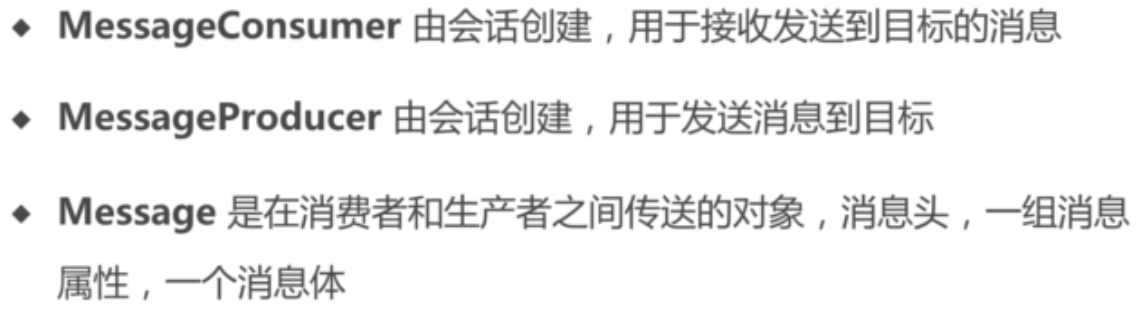 ◆ MessageConsumer 由会话创建，用于接收发送到目标的消息
◆ MessageProducer 由会话创建，用于发送消息到目标
◆ Message 是在消费者和生产者之间传送的对象，消息头，一组消息
属性，一个消息体